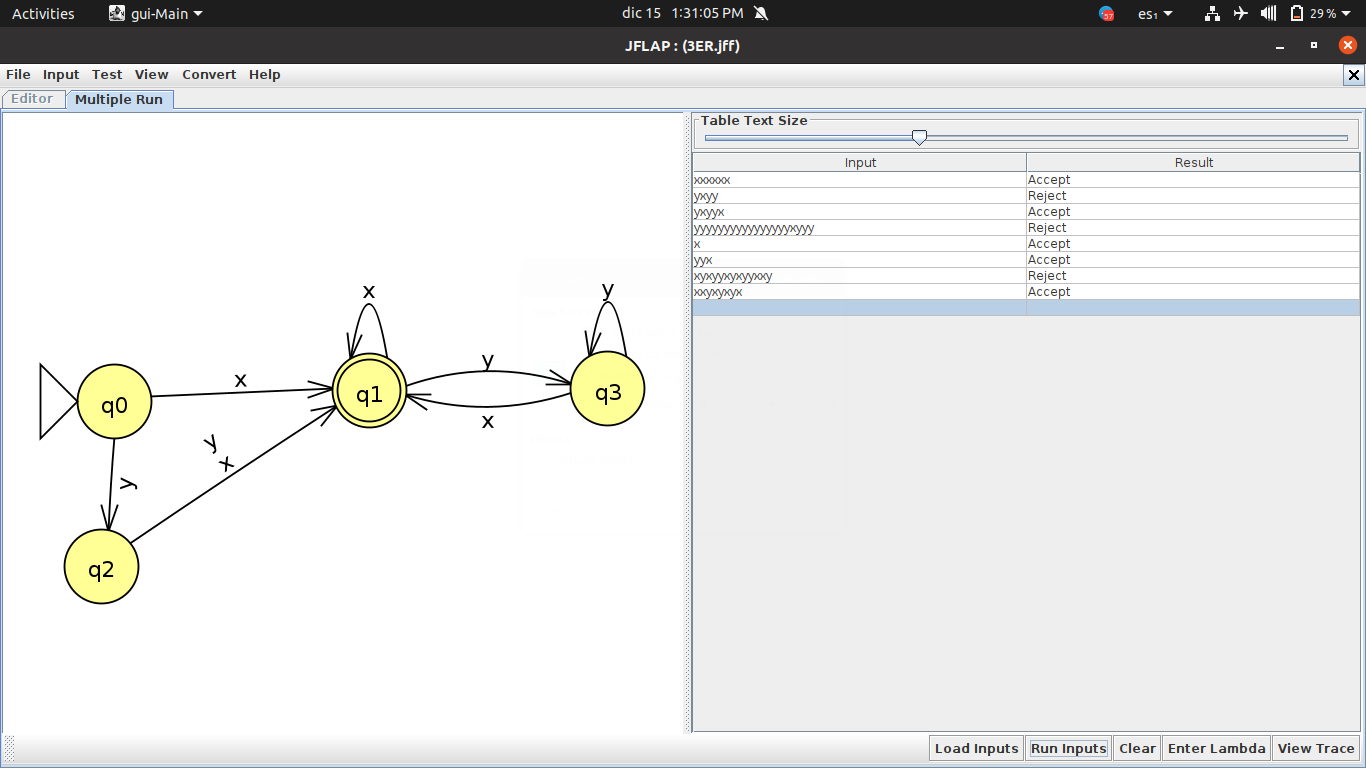 Activities gui-Main dic 15 1:31:05 PM 57 es₁ 29 %
JFLAP : (3ER.jff)
File Input Test View Convert Help
Editor Multiple Run
Table Text Size
Input Result
xxxxxx Accept
yxyy Reject
yxyyx Accept
yyyyyyyyyyyyyyyyxyyy Reject
x Accept
yyx Accept
xyxyyxyxyyxxy Reject
xxyxyxyx Accept
x
y
y
x
q0
q1
q3
x
y
x
y
q2
Load Inputs Run Inputs Clear Enter Lambda View Trace